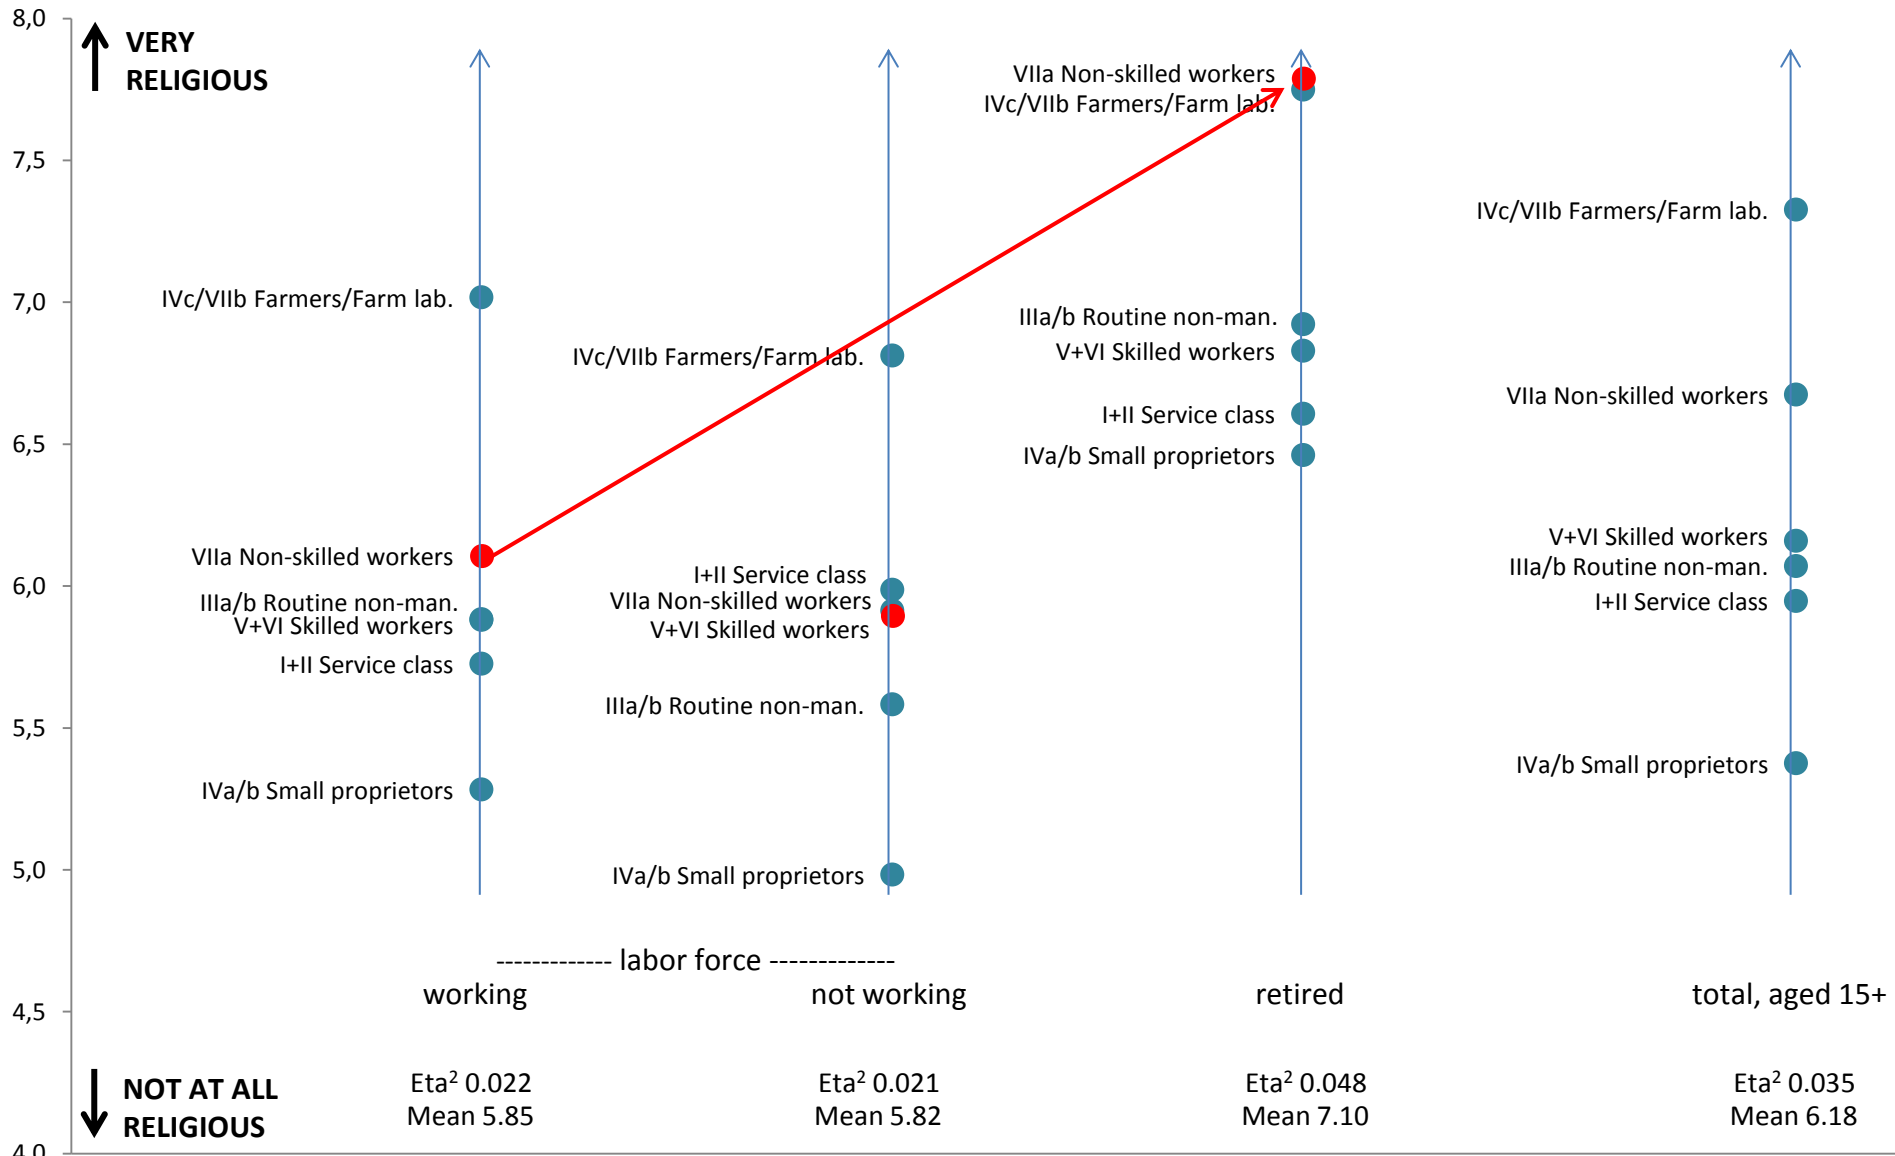 8,0
VERY
RELIGIOUS
VIIa Non-skilled workers
IVc/VIIb Farmers/Farm lab.
7,5
IVc/VIIb Farmers/Farm lab.
7,0
IVc/VIIb Farmers/Farm lab.
IIIa/b Routine non-man.
V+VI Skilled workers
IVc/VIIb Farmers/Farm lab.
VIIa Non-skilled workers
I+II Service class
6,5
IVa/b Small proprietors
V+VI Skilled workers
VIIa Non-skilled workers
IIIa/b Routine non-man.
I+II Service class
6,0
VIIa Non-skilled workers
I+II Service class
IIIa/b Routine non-man.
V+VI Skilled workers
V+VI Skilled workers
I+II Service class
IIIa/b Routine non-man.
5,5
IVa/b Small proprietors
IVa/b Small proprietors
5,0
IVa/b Small proprietors
------------- labor force -------------
working not working retired total, aged 15+
4,5
NOT AT ALL
RELIGIOUS
Eta² 0.022 Eta² 0.021 Eta² 0.048 Eta² 0.035
Mean 5.85 Mean 5.82 Mean 7.10 Mean 6.18
4,0